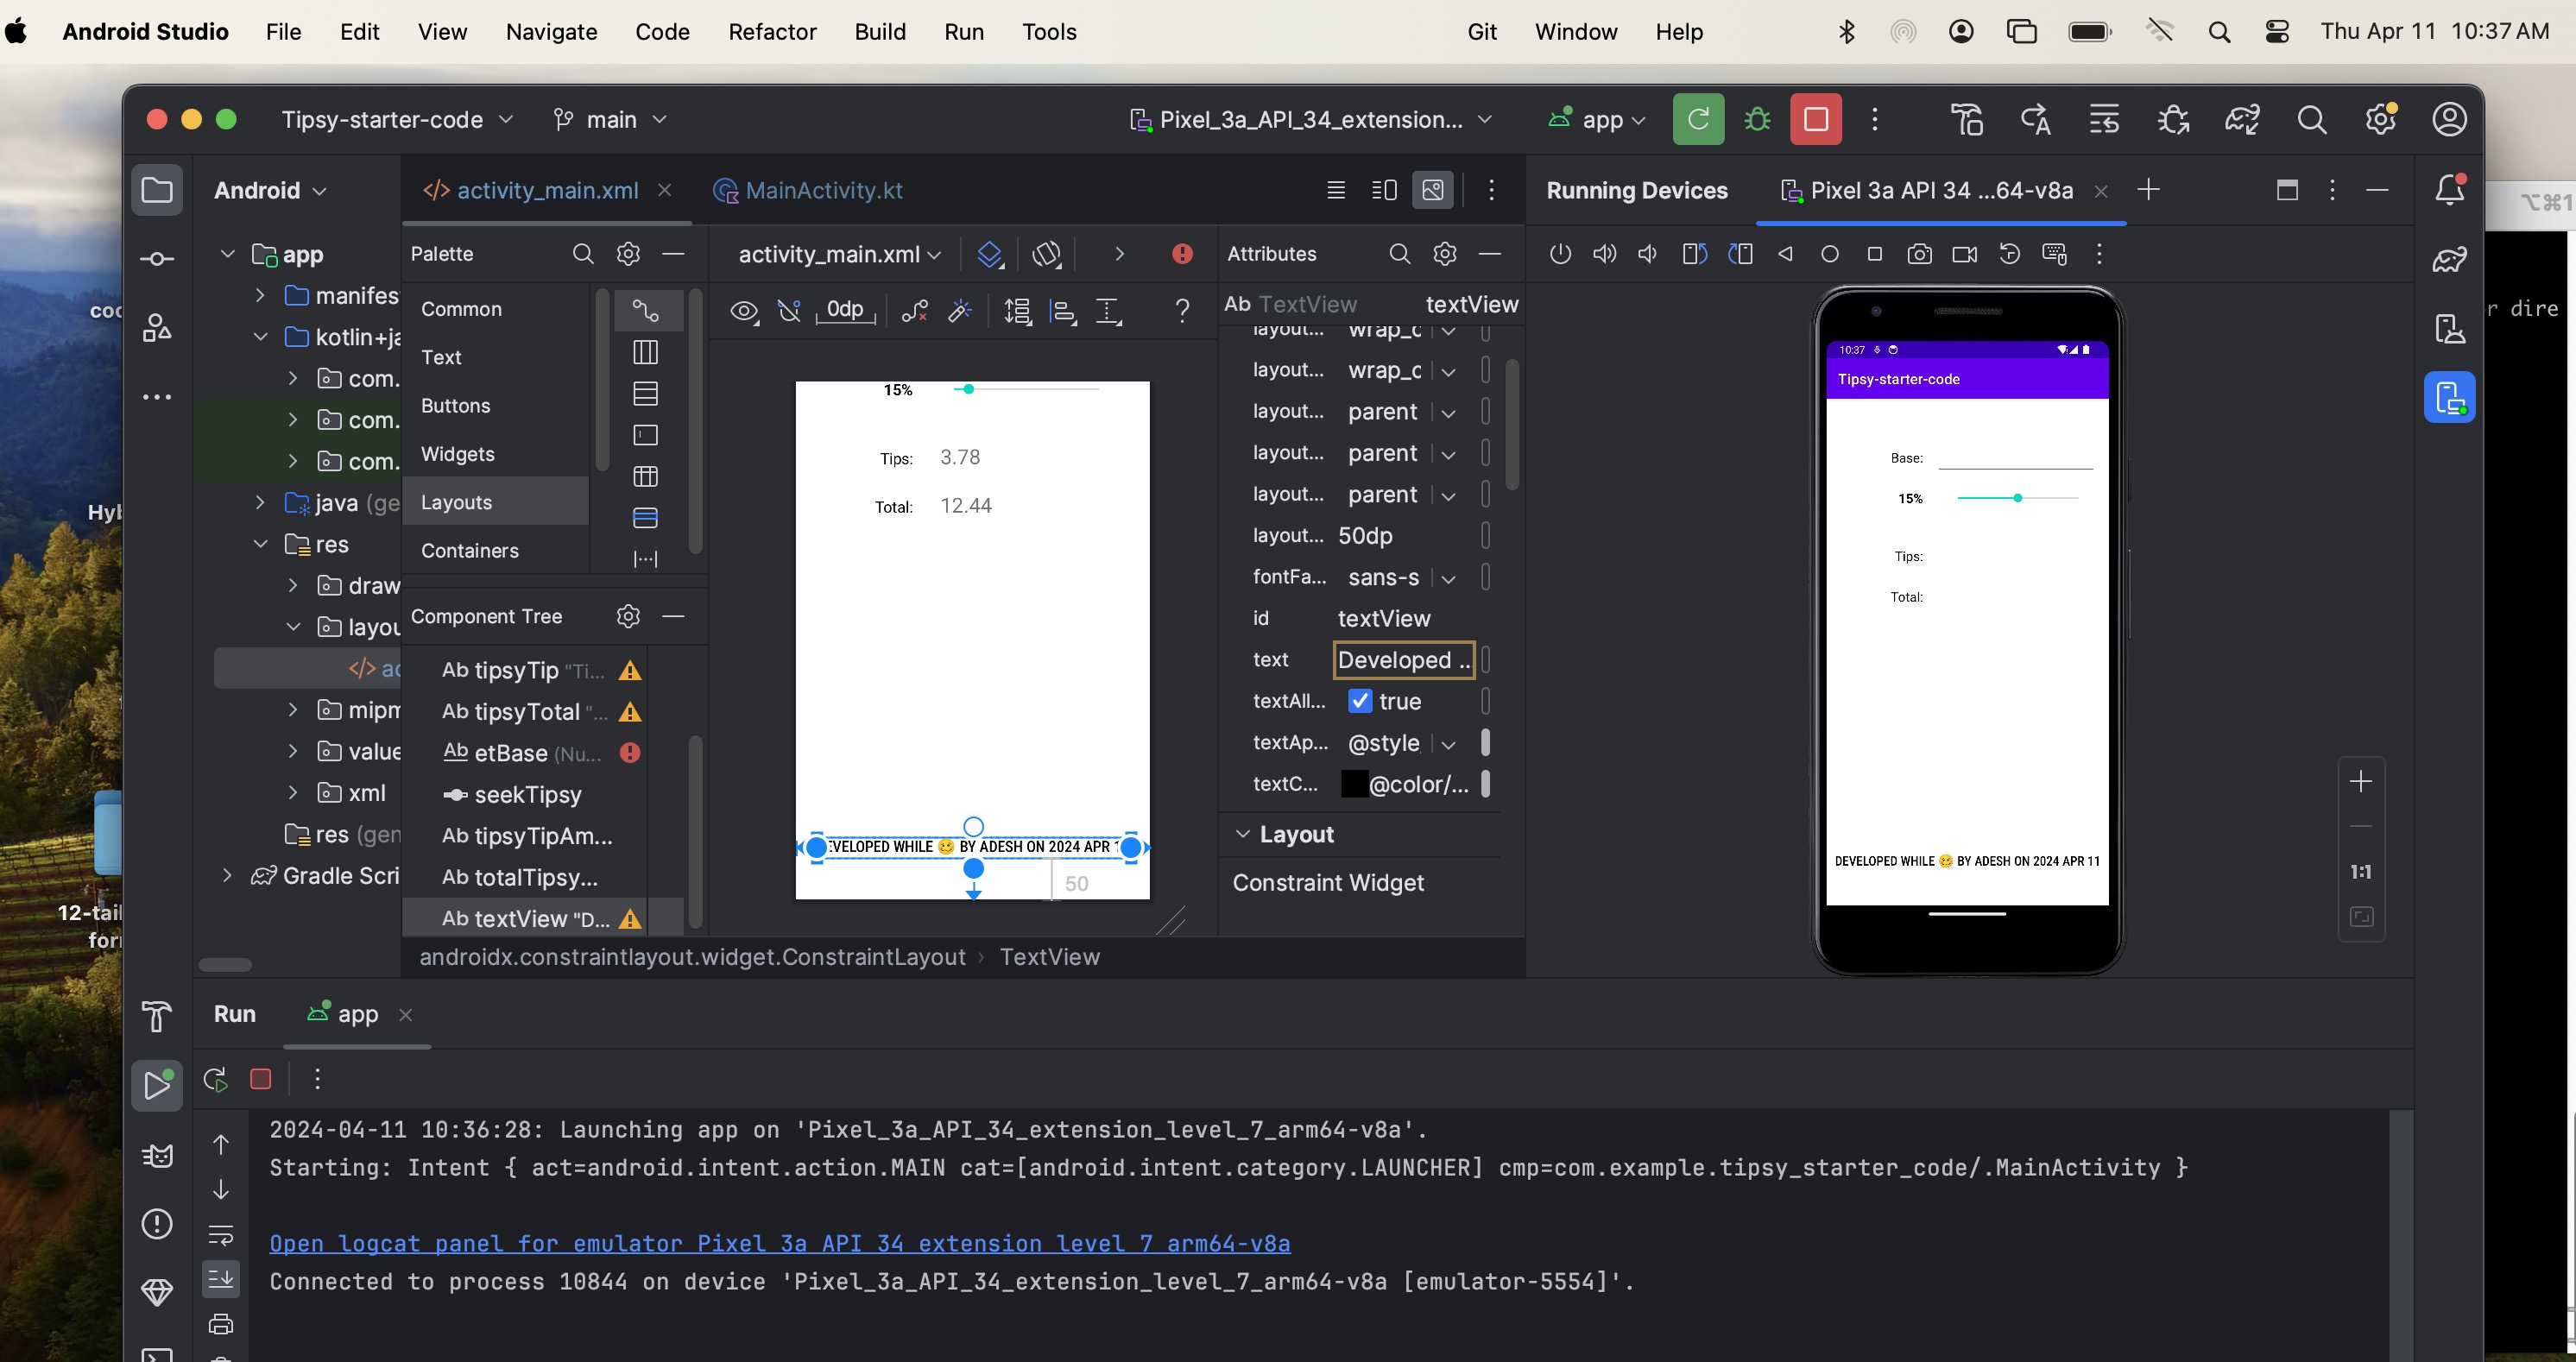 Android Studio File Edit View Navigate Code Refactor Build Run Tools Git Window Help Thu Apr 11 10:37 AM
Tipsy-starter-code main Pixel_3a_API_34_extension... app
Android
app
manifes
kotlin+ja
com.
com.
com.
java (ge
res
draw
layou
ac
mipm
value
xml
res (gen
Gradle Scri
activity_main.xml MainActivity.kt
Palette
Common
Text
Buttons
Widgets
Layouts
Containers
Component Tree
Ab tipsyTip "Ti...
Ab tipsyTotal "...
Ab etBase (Nu...
seekTipsy
Ab tipsyTipAm...
Ab totalTipsy...
Ab textView "D...
activity_main.xml
0dp
?
15%
Tips: 3.78
Total: 12.44
EVELOPED WHILE 🥴 BY ADESH ON 2024 APR 1
50
androidx.constraintlayout.widget.ConstraintLayout › TextView
Attributes
Ab TextView textView
layout... wrap_c
layout... wrap_c
layout... parent
layout... parent
layout... parent
layout... 50dp
fontFa... sans-s
id textView
text Developed ...
textAll... true
textAp... @style
textC... @color/...
Layout
Constraint Widget
Running Devices Pixel 3a API 34 ...64-v8a
10:37
Tipsy-starter-code
Base:
15%
Tips:
Total:
DEVELOPED WHILE 🥴 BY ADESH ON 2024 APR 11
1:1
Run app
2024-04-11 10:36:28: Launching app on 'Pixel_3a_API_34_extension_level_7_arm64-v8a'.
Starting: Intent { act=android.intent.action.MAIN cat=[android.intent.category.LAUNCHER] cmp=com.example.tipsy_starter_code/.MainActivity }
Open logcat panel for emulator Pixel 3a API 34 extension level 7 arm64-v8a
Connected to process 10844 on device 'Pixel_3a_API_34_extension_level_7_arm64-v8a [emulator-5554]'.
coc
Hyb
12-tail
for
⌥⌘1
r dire